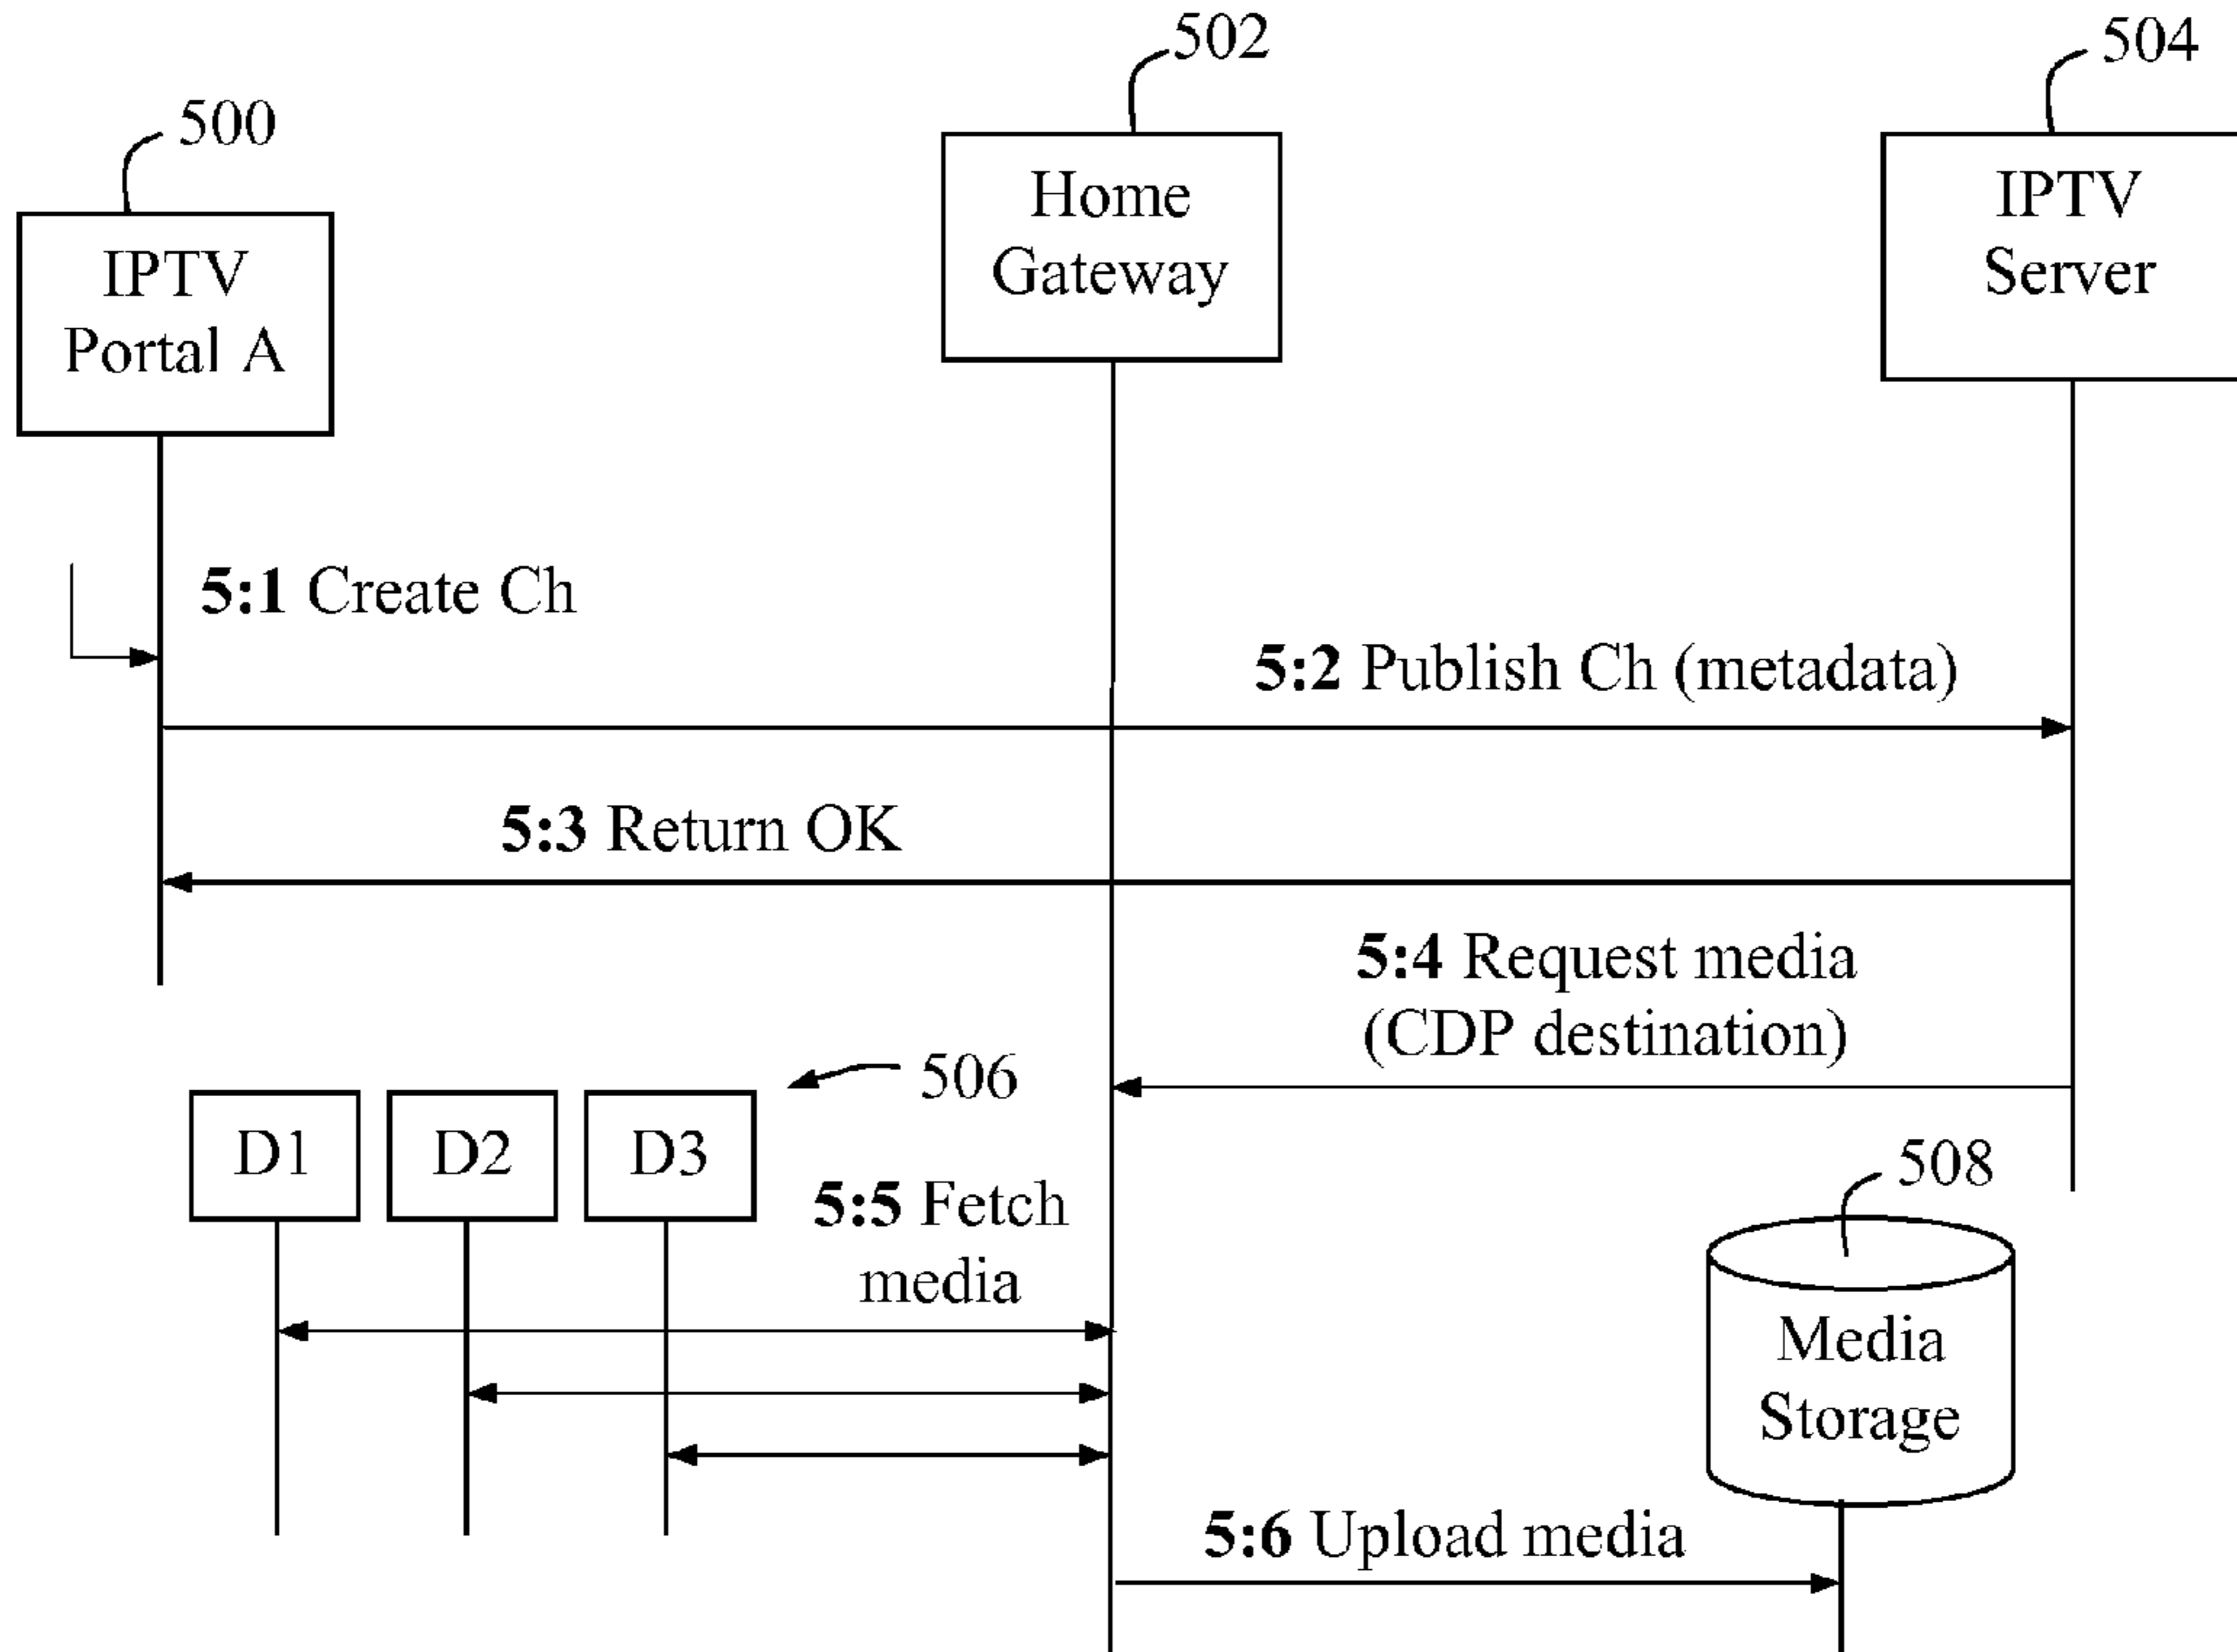 502
504
500
Home
Gateway
IPTV
Server
IPTV
Portal A
5:1 Create Ch
5:2 Publish Ch (metadata)
5:3 Return OK
5:4 Request media
(CDP destination)
506
D1
D2
D3
508
5:5 Fetch
media
Media
Storage
5:6 Upload media